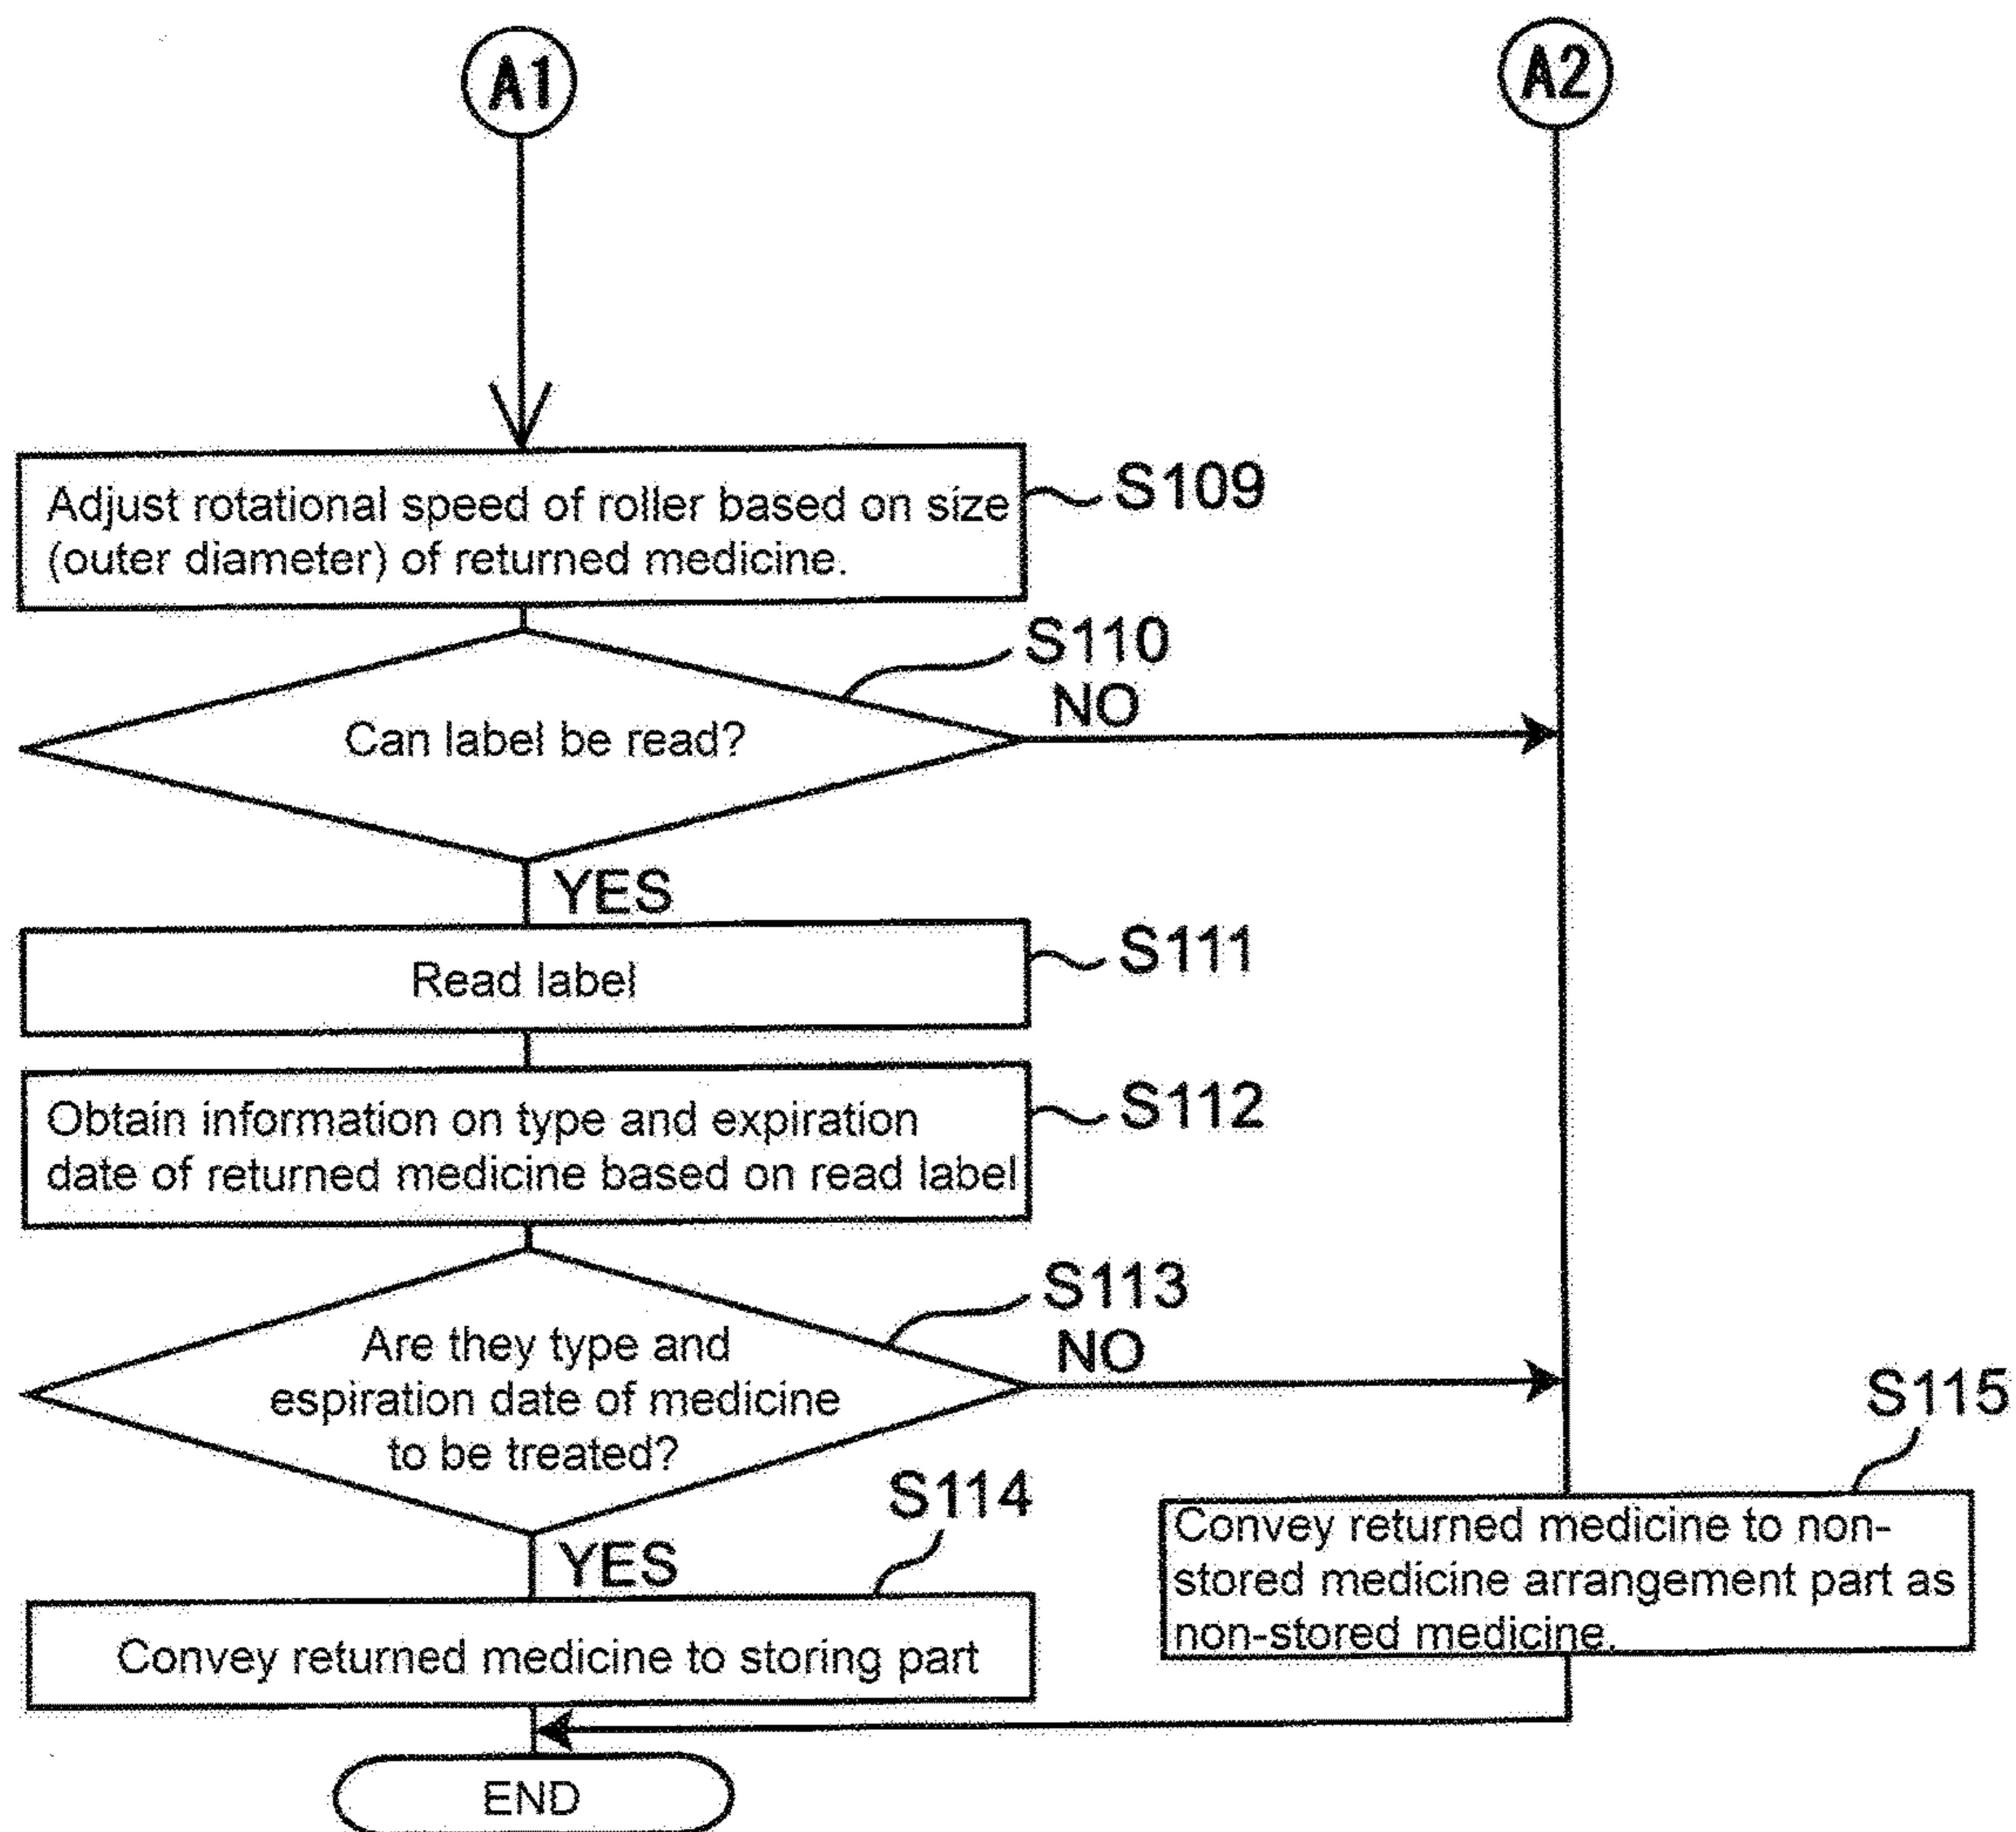 A1
A2
Adjust rotational speed of roller based on size
(outer diameter) of returned medicine.
S109
S110
NO
Can label be read?
YES
Read label
S111
Obtain information on type and expiration
date of returned medicine based on read label
S112
S113
NO
Are they type and
espiration date of medicine
to be treated?
YES
S114
Convey returned medicine to storing part
S115
Convey returned medicine to non-
stored medicine arrangement part as
non-stored medicine.
END